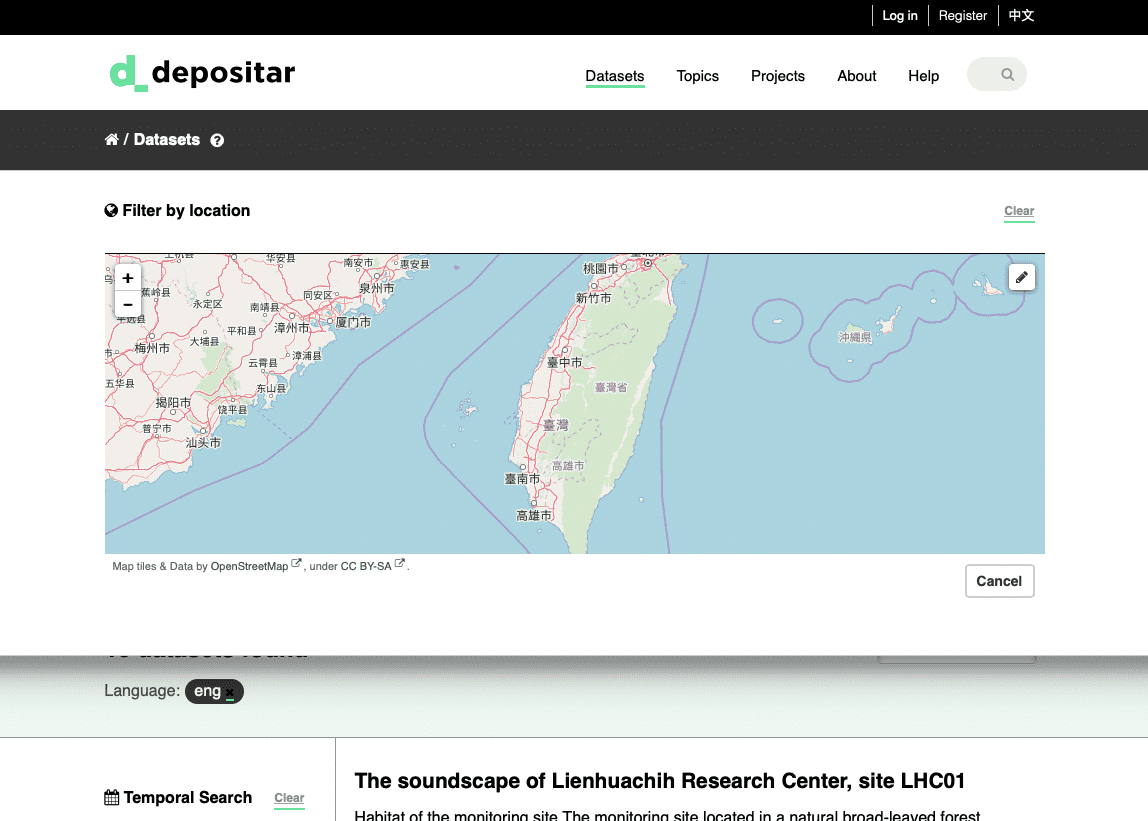 Log in Register 中文
d_depositar
Datasets Topics Projects About Help
/ Datasets
Filter by location
Clear
+
−
华安县
南安市
惠安县
泉州市
蕉岭县
永定区
同安区
南靖县
平和县
漳州市
厦门市
大埔县
梅州市
云霄县
漳浦县
五华县
东山县
揭阳市
饶平县
普宁市
汕头市
桃園市
新竹市
臺中市
臺灣省
臺灣
高雄市
臺南市
高雄市
沖縄県
Map tiles & Data by OpenStreetMap , under CC BY-SA .
Cancel
datasets found
Language: eng ×
Temporal Search
Clear
The soundscape of Lienhuachih Research Center, site LHC01
Habitat of the monitoring site The monitoring site located in a natural broad-leaved forest